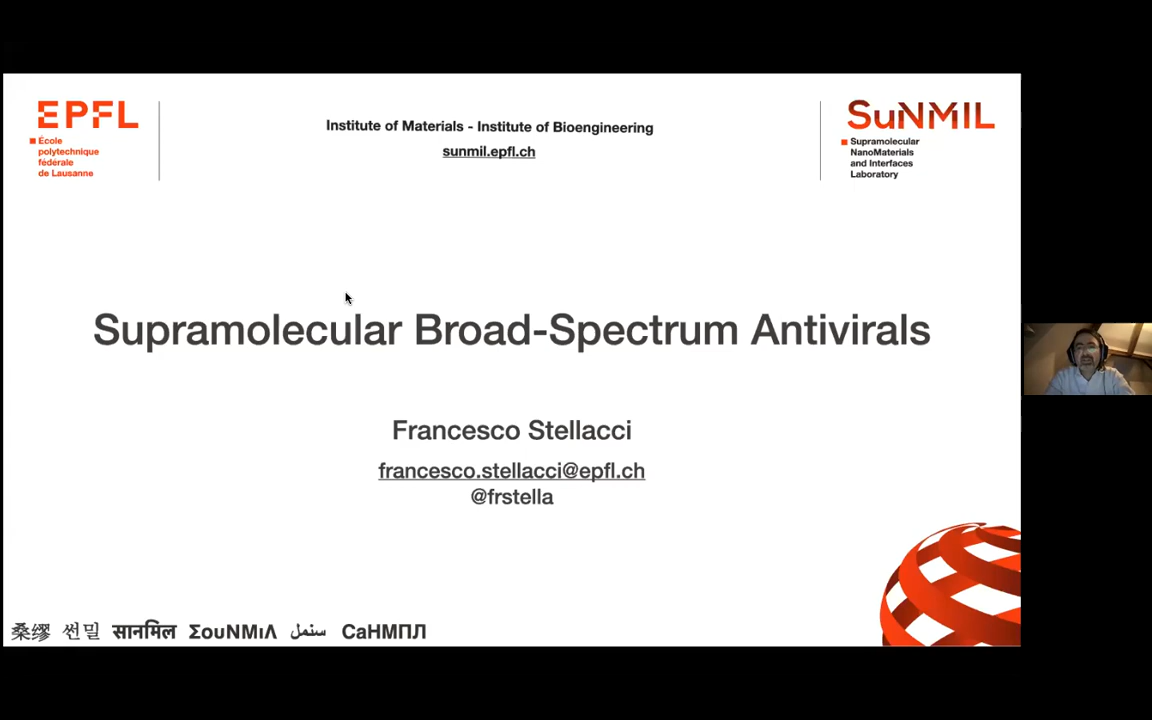 EPFL
École
polytechnique
fédérale
de Lausanne
Institute of Materials - Institute of Bioengineering
sunmil.epfl.ch
SuNMIL
Supramolecular
NanoMaterials
and Interfaces
Laboratory
Supramolecular Broad-Spectrum Antivirals
Francesco Stellacci
francesco.stellacci@epfl.ch
@frstella
桑缪 썬밀 सानमिल ΣουNMιΛ سنمل СаНМПЛ